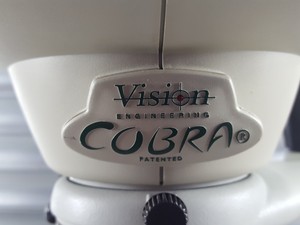 Vision
ENGINEERING
COBRA®
PATENTED